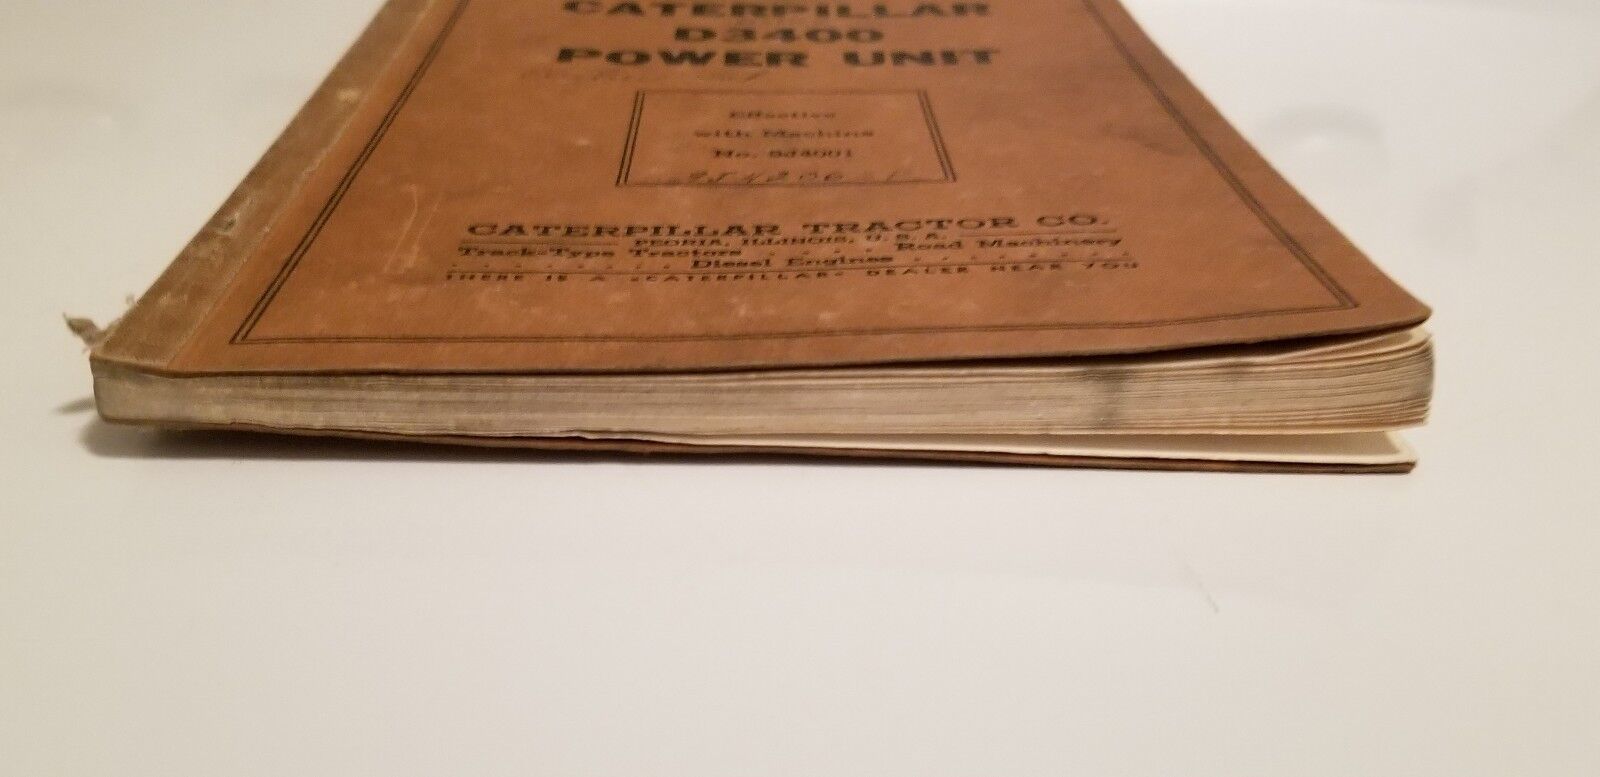 CATERPILLAR
D3400
POWER UNIT
Effective
with Machine
No. 8J4001
CATERPILLAR TRACTOR CO.
PEORIA, ILLINOIS, U. S. A.
Track-Type Tractors . . . . . Road Machinery
. . . . . . . . . Diesel Engines . . . . . . . . .
THERE IS A "CATERPILLAR" DEALER NEAR YOU